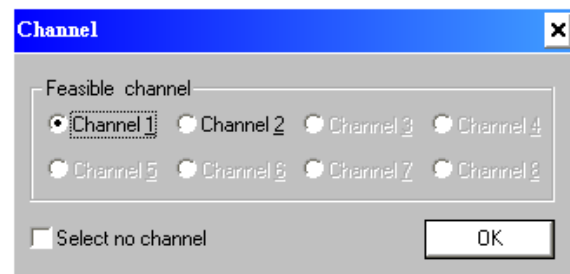 Channel
Feasible channel
Channel 1 Channel 2 Channel 3 Channel 4
Channel 5 Channel 6 Channel 7 Channel 8
Select no channel OK